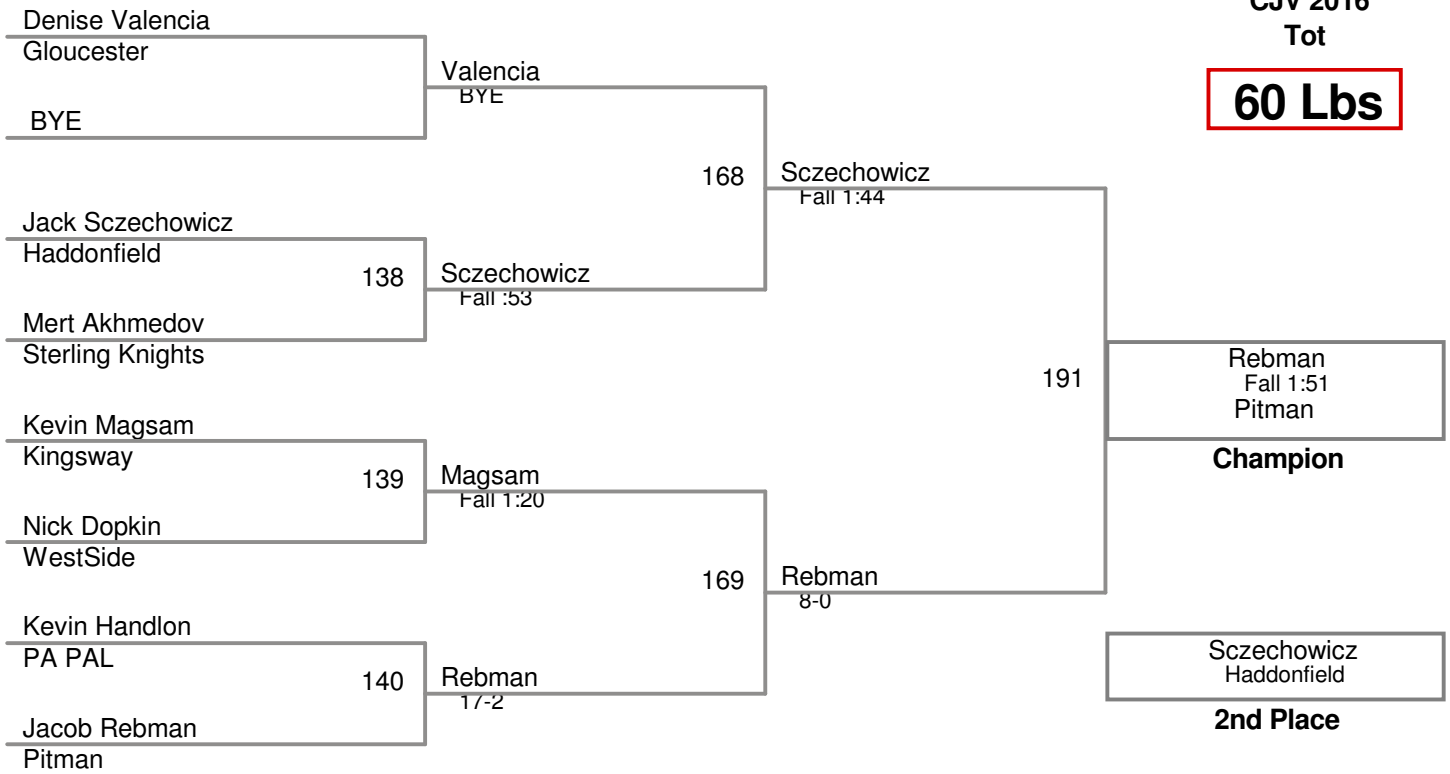 CJV 2016
Tot
60 Lbs
Denise Valencia
Gloucester
BYE
Jack Sczechowicz
Haddonfield
Mert Akhmedov
Sterling Knights
Kevin Magsam
Kingsway
Nick Dopkin
WestSide
Kevin Handlon
PA PAL
Jacob Rebman
Pitman
Valencia
BYE
138
Sczechowicz
Fall :53
139
Magsam
Fall 1:20
140
Rebman
17-2
168
Sczechowicz
Fall 1:44
169
Rebman
8-0
191
Rebman
Fall 1:51
Pitman
Champion
Sczechowicz
Haddonfield
2nd Place